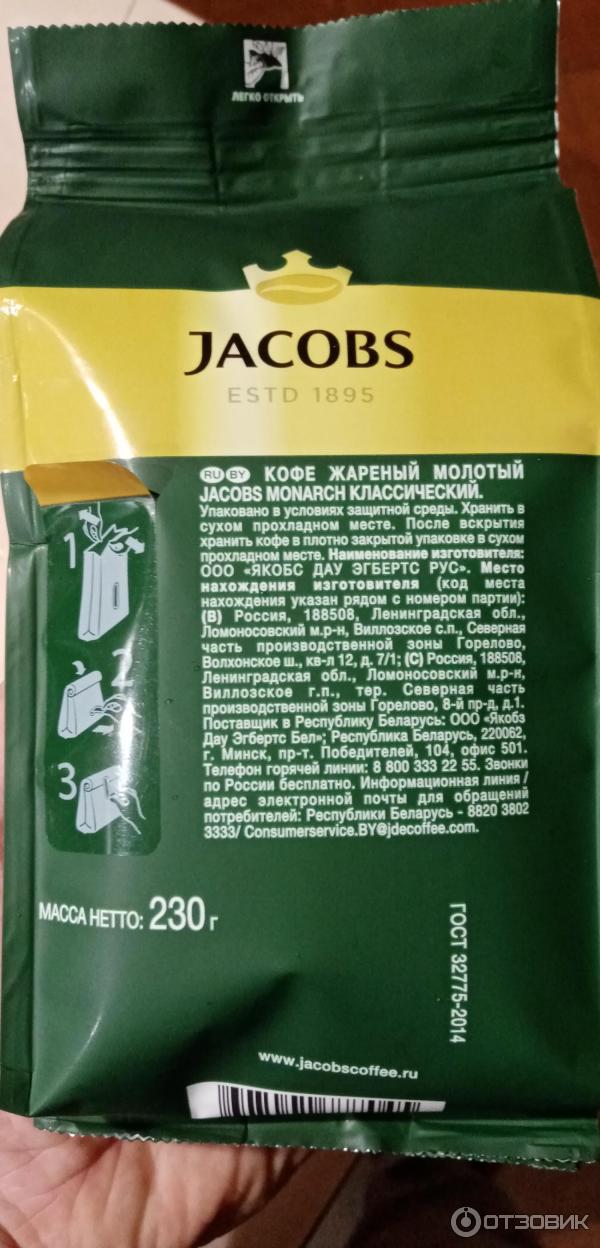 ЛЕГКО ОТКРЫТЬ
JACOBS
ESTD 1895
RU BY КОФЕ ЖАРЕНЫЙ МОЛОТЫЙ
JACOBS MONARCH КЛАССИЧЕСКИЙ.
Упаковано в условиях защитной среды. Хранить в
сухом прохладном месте. После вскрытия
хранить кофе в плотно закрытой упаковке в сухом
прохладном месте. Наименование изготовителя:
ООО «ЯКОБС ДАУ ЭГБЕРТС РУС». Место
нахождения изготовителя (код места
нахождения указан рядом с номером партии):
(B) Россия, 188508, Ленинградская обл.,
Ломоносовский м.р-н, Виллозское с.п., Северная
часть производственной зоны Горелово,
Волхонское ш., кв-л 12, д. 7/1; (C) Россия, 188508,
Ленинградская обл., Ломоносовский м.р-н,
Виллозское г.п., тер. Северная часть
производственной зоны Горелово, 8-й пр-д, д.1.
Поставщик в Республику Беларусь: ООО «Якобз
Дау Эгбертс Бел»; Республика Беларусь, 220062,
г. Минск, пр-т. Победителей, 104, офис 501.
Телефон горячей линии: 8 800 333 22 55. Звонки
по России бесплатно. Информационная линия /
адрес электронной почты для обращений
потребителей: Республики Беларусь - 8820 3802
3333/ Consumerservice.BY@jdecoffee.com.
1
2
3
МАССА НЕТТО: 230 г
ГОСТ 32775-2014
www.jacobscoffee.ru
ОТЗОВИК